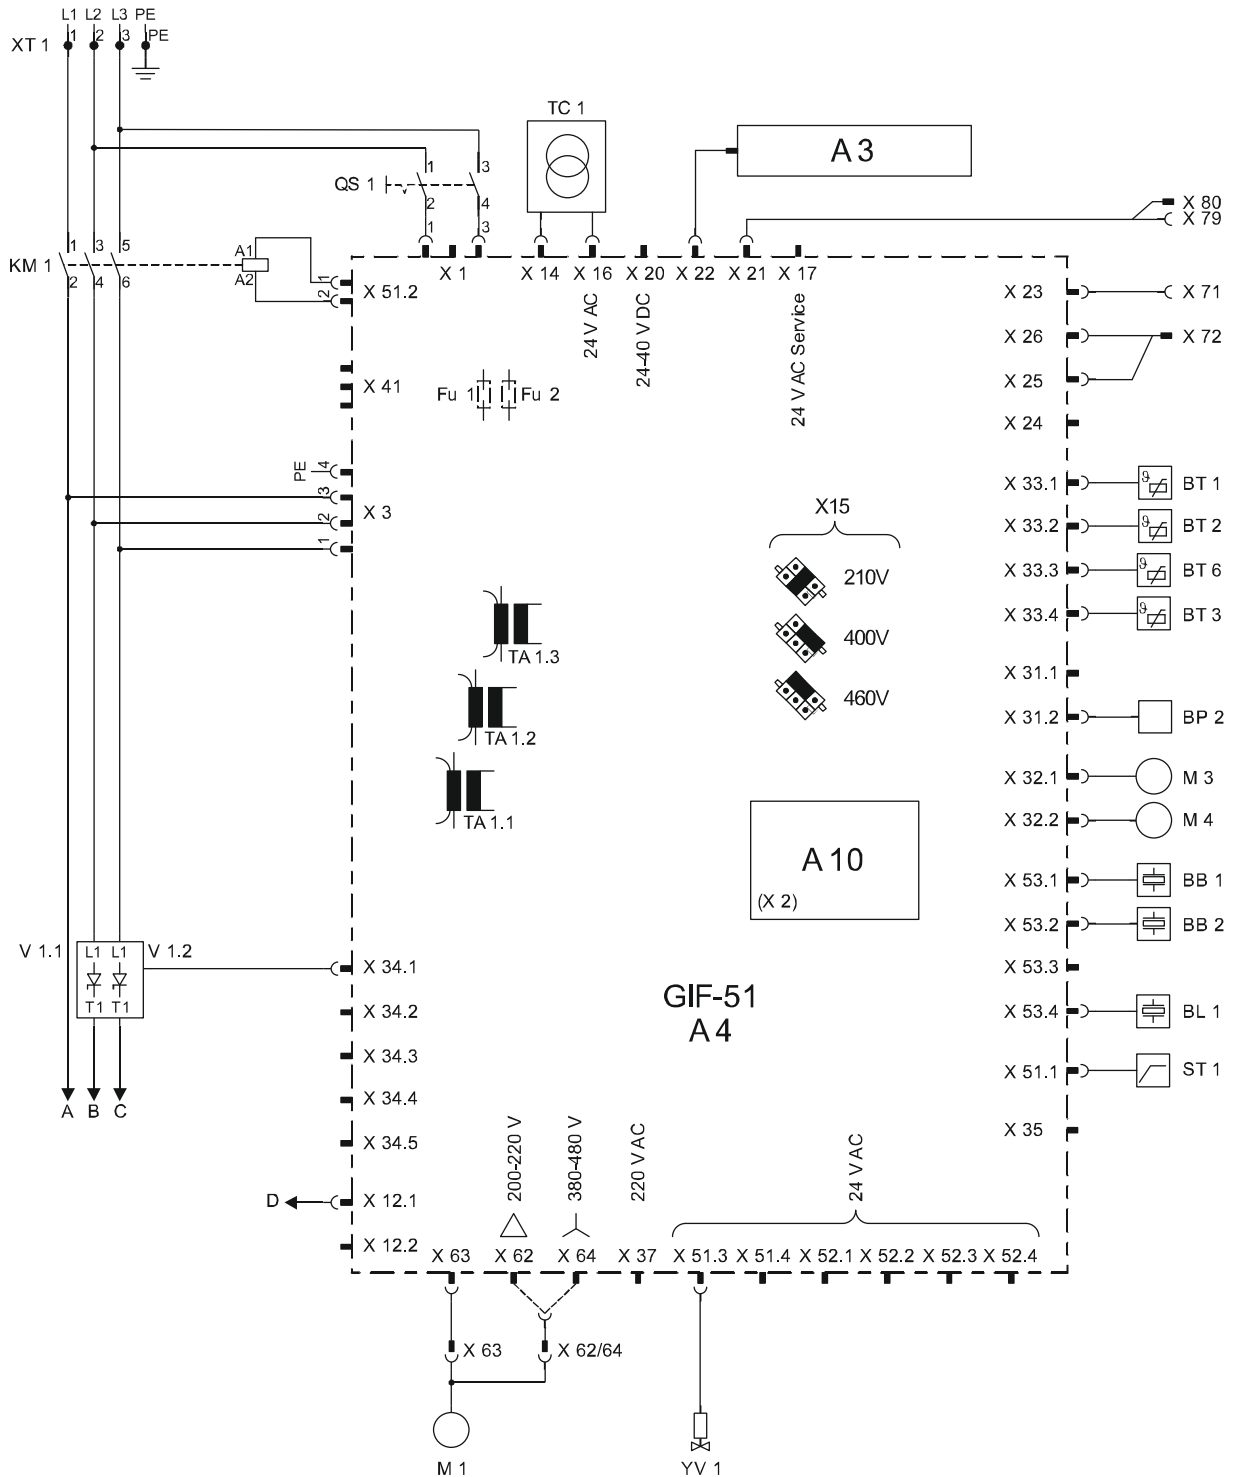 L1 L2 L3 PE
XT 1 1 2 3 PE
TC 1
A 3
QS 1 1 3
2 4
1 3
X 80
X 79
KM 1 1 3 5
2 4 6
A1
A2
1
2
X 51.2
X 1 X 14 X 16 X 20 X 22 X 21 X 17
24 V AC
24-40 V DC
24 V AC Service
X 23 X 71
X 26 X 72
X 25
X 24
X 41
Fu 1 Fu 2
PE 4
3
2
1
X 3
X 33.1 ϑ BT 1
X 33.2 ϑ BT 2
X 33.3 ϑ BT 6
X 33.4 ϑ BT 3
X15
210V
400V
460V
TA 1.3
TA 1.2
TA 1.1
X 31.1
X 31.2 BP 2
X 32.1 M 3
X 32.2 M 4
A 10
(X 2)
X 53.1 BB 1
X 53.2 BB 2
X 53.3
X 53.4 BL 1
X 51.1 ST 1
X 35
V 1.1 L1 L1 V 1.2
T1 T1
X 34.1
X 34.2
X 34.3
X 34.4
X 34.5
GIF-51
A 4
A B C
D X 12.1
X 12.2
200-220 V
380-480 V
220 V AC
24 V AC
X 63 X 62 X 64 X 37 X 51.3 X 51.4 X 52.1 X 52.2 X 52.3 X 52.4
X 63 X 62/64
M 1 YV 1